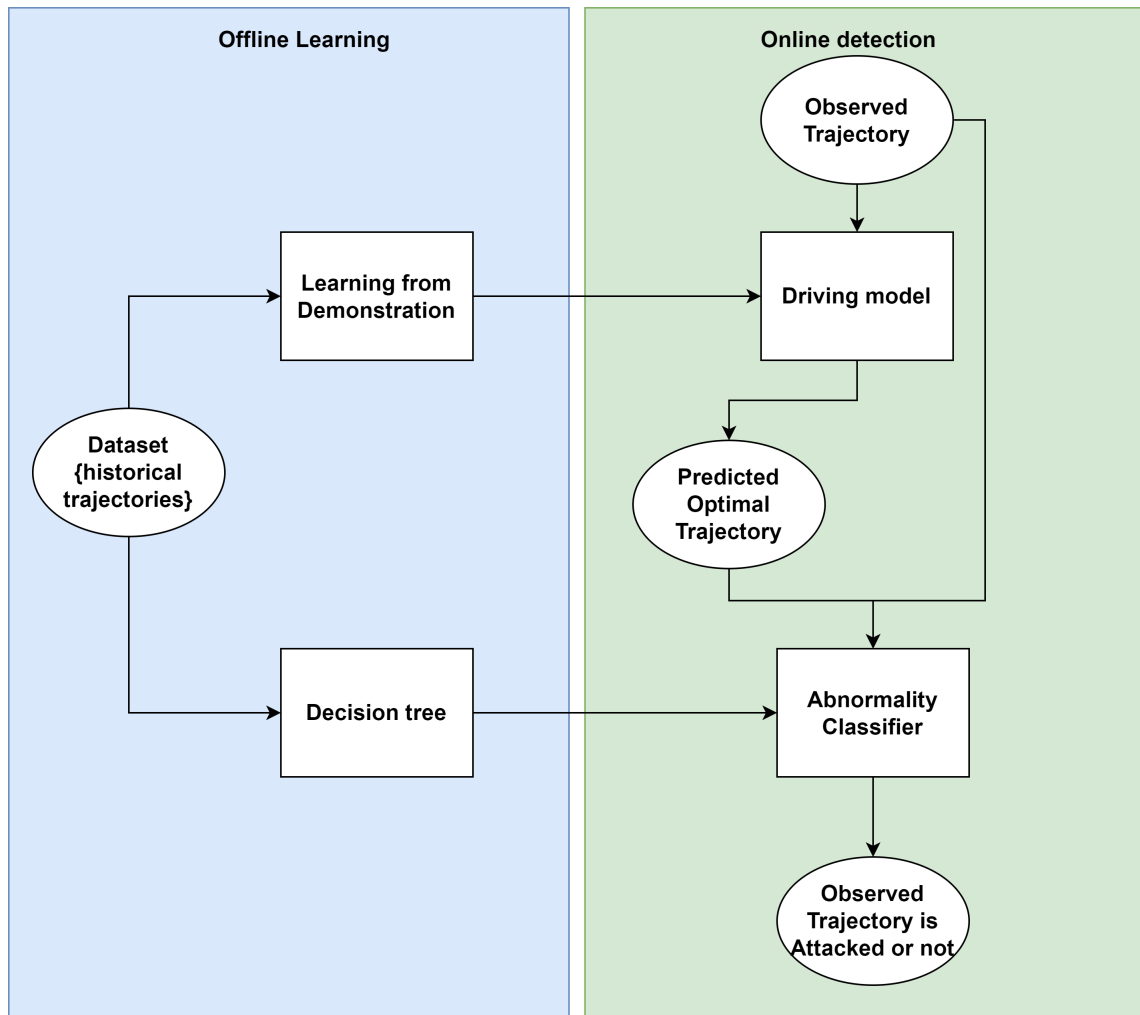 Offline Learning
Online detection
Observed
Trajectory
Learning from
Demonstration
Driving model
Dataset
{historical
trajectories}
Predicted
Optimal
Trajectory
Decision tree
Abnormality
Classifier
Observed
Trajectory is
Attacked or not